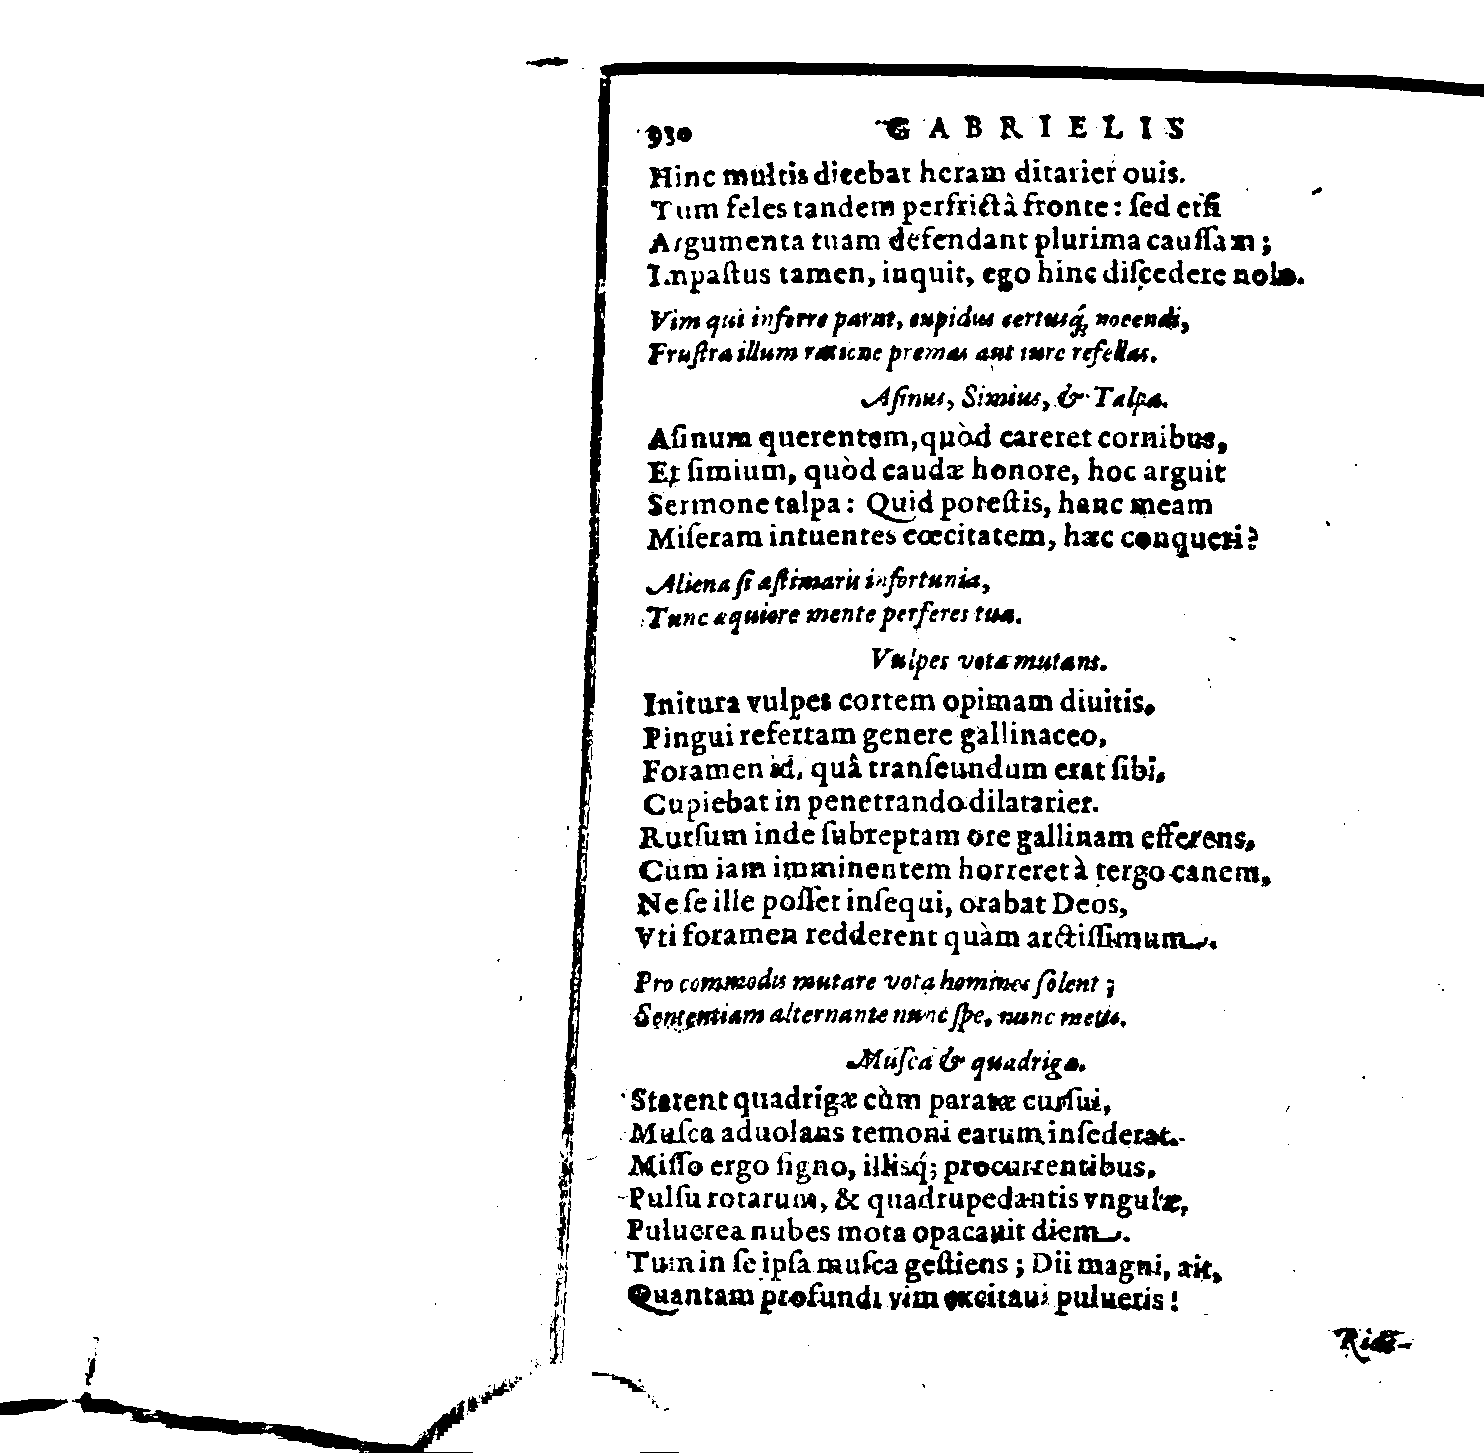 930 GABRIELIS
Hinc multis dicebat heram ditarier ouis.
Tum feles tandem perfrictâ fronte: ſed etſi
Argumenta tuam defendant plurima cauſſam;
Inpaſtus tamen, inquit, ego hinc diſcedere nolo.
Vim qui inferre parat, cupidus certusq́; nocendi,
Fruſtra illum ratione premas aut iure refellas.
Aſinus, Simius, & Talpa.
Aſinum querentem, quòd careret cornibus,
Et ſimium, quòd caudæ honore, hoc arguit
Sermone talpa: Quid poteſtis, hanc meam
Miſeram intuentes cœcitatem, hæc conqueri?
Aliena ſi æſtimaris infortunia,
Tunc æquiore mente perferes tua.
Vulpes vota mutans.
Initura vulpes cortem opimam diuitis,
Pingui refertam genere gallinaceo,
Foramen id, quâ tranſeundum erat ſibi,
Cupiebat in penetrando dilatarier.
Rurſum inde ſubreptam ore gallinam efferens,
Cum iam imminentem horreret à tergo canem,
Ne ſe ille poſſet inſequi, orabat Deos,
Vti foramen redderent quàm arctiſſimum.
Pro commodis mutare vota homines ſolent;
Sententiam alternante nunc ſpe, nunc metu.
Muſca & quadrigæ.
Starent quadrigæ cùm paratæ curſui,
Muſca aduolans temoni earum inſederat.
Miſſo ergo ſigno, illisq́; procurrentibus,
Pulſu rotarum, & quadrupedantis vngulæ,
Puluerea nubes mota opacauit diem.
Tum in ſe ipſa muſca geſtiens; Dii magni, ait,
Quantam profundi vim excitaui pulueris!